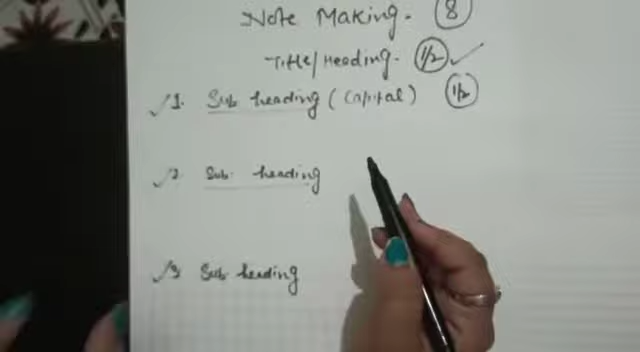 Note Making. 8
Title/Heading. 1/2 ✓
✓ 1. Sub heading (Capital) 1/2
✓ 2. Sub. heading
✓ 3. Sub heading